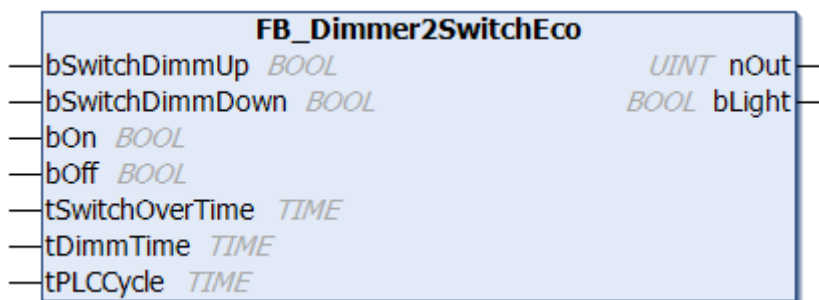 FB_Dimmer2SwitchEco
bSwitchDimmUp BOOL UINT nOut
bSwitchDimmDown BOOL BOOL bLight
bOn BOOL
bOff BOOL
tSwitchOverTime TIME
tDimmTime TIME
tPLCCycle TIME